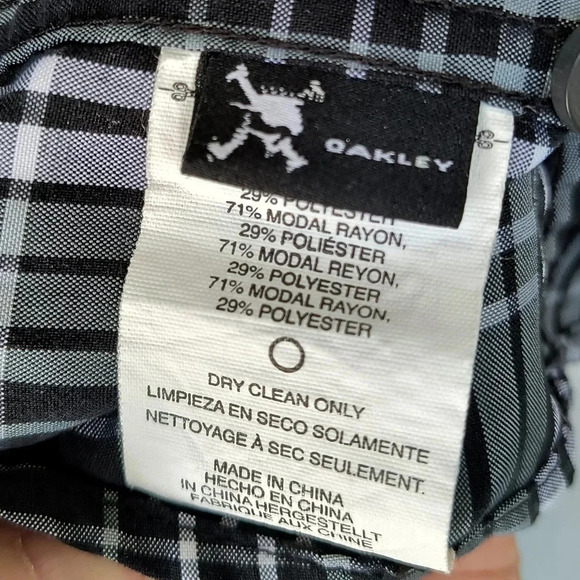 OAKLEY
29% POLYESTER
71% MODAL RAYON,
29% POLIÉSTER
71% MODAL REYON,
29% POLYESTER
71% MODAL RAYON,
29% POLYESTER
DRY CLEAN ONLY
LIMPIEZA EN SECO SOLAMENTE
NETTOYAGE À SEC SEULEMENT.
MADE IN CHINA
HECHO EN CHINA
IN CHINA HERGESTELLT
FABRIQUE AUX CHINE